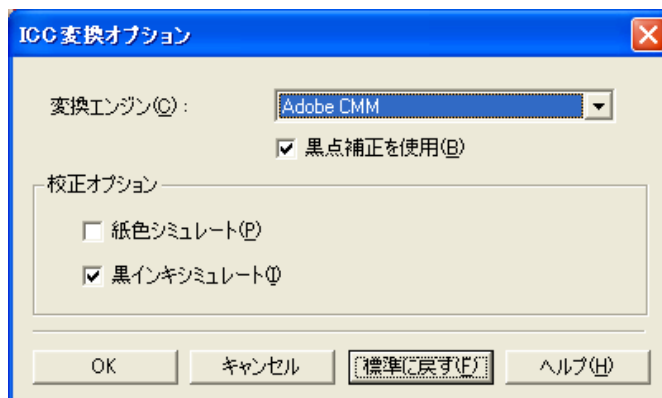 ICC変換オプション
変換エンジン(C):
Adobe CMM
黒点補正を使用(B)
校正オプション
紙色シミュレート(P)
黒インキシミュレート(I)
OK キャンセル 標準に戻す(F) ヘルプ(H)